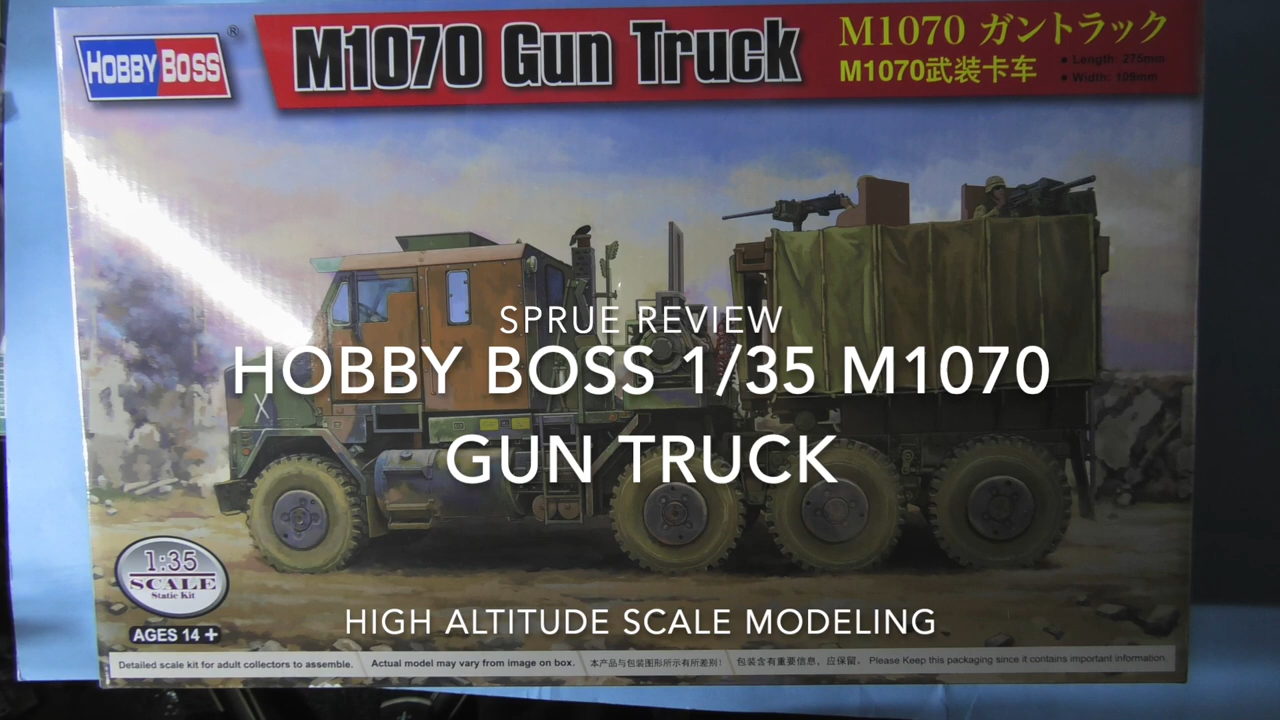 HOBBY BOSS ®
M1070 Gun Truck
M1070 ガントラック
M1070武装卡车
● Length: 275mm
● Width: 109mm
SPRUE REVIEW
HOBBY BOSS 1/35 M1070
GUN TRUCK
1:35
SCALE
Static Kit
AGES 14 +
HIGH ALTITUDE SCALE MODELING
Detailed scale kit for adult collectors to assemble. Actual model may vary from image on box. 本产品与包装图形所示有所差别! 包装含有重要信息，应保留。 Please Keep this packaging since it contains important information.